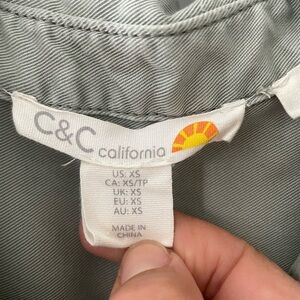 C&C california
US: XS
CA: XS/TP
UK: XS
EU: XS
AU: XS
MADE IN
CHINA